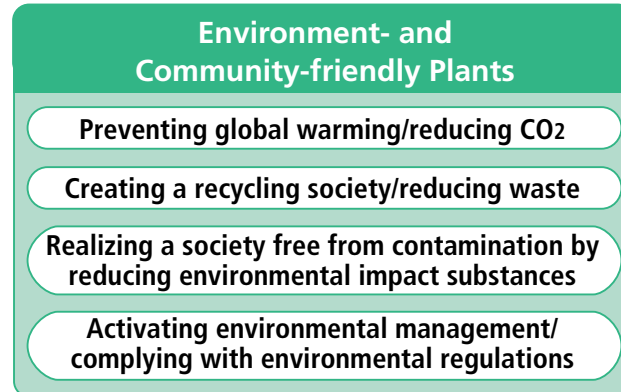 Environment- and
Community-friendly Plants
Preventing global warming/reducing CO2
Creating a recycling society/reducing waste
Realizing a society free from contamination by
reducing environmental impact substances
Activating environmental management/
complying with environmental regulations